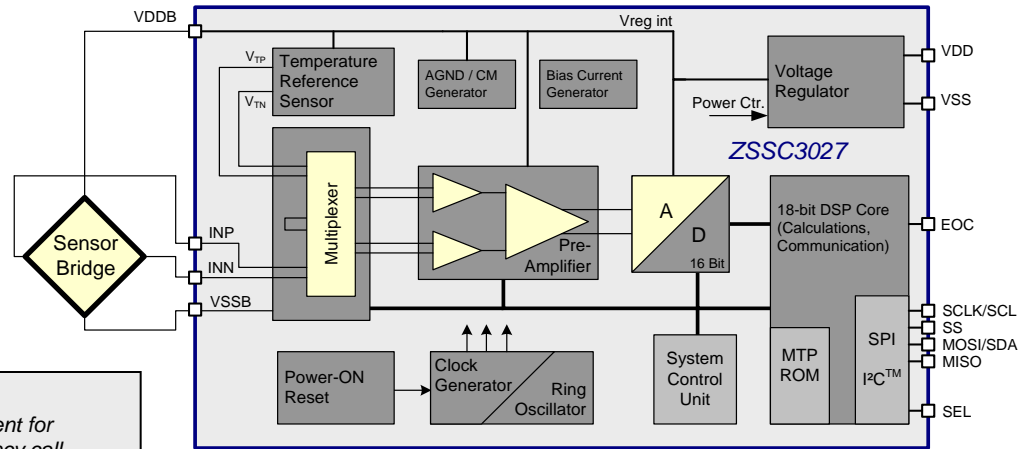 VDDB
Vreg int
VTP
Temperature
Reference
Sensor
VTN
AGND / CM
Generator
Bias Current
Generator
Voltage
Regulator
Power Ctr.
VDD
VSS
ZSSC3027
Multiplexer
Pre-
Amplifier
A
D
16 Bit
18-bit DSP Core
(Calculations,
Communication)
EOC
Sensor
Bridge
INP
INN
VSSB
Power-ON
Reset
Clock
Generator
Ring
Oscillator
System
Control
Unit
MTP
ROM
SPI
I²C™
SCLK/SCL
SS
MOSI/SDA
MISO
SEL
for